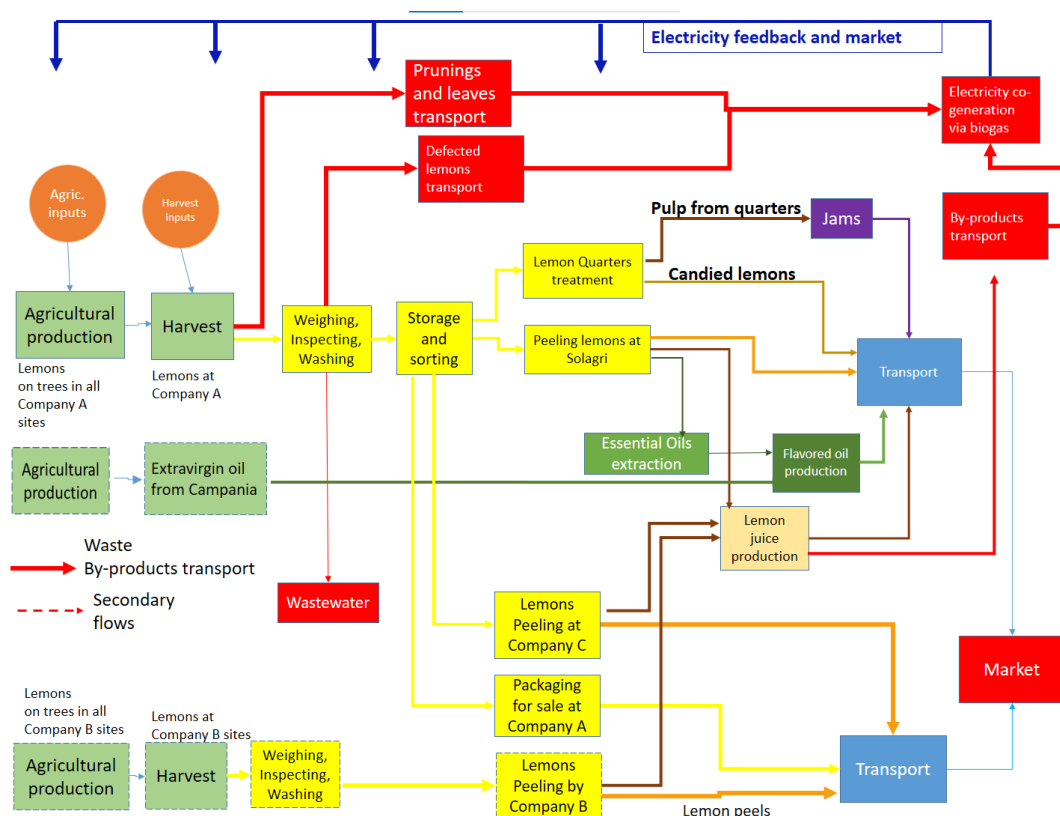 Electricity feedback and market
Prunings
and leaves
transport
Electricity co-
generation
via biogas
Defected
lemons
transport
Agric.
inputs
Harvest
inputs
Pulp from quarters
Jams
By-products
transport
Lemon Quarters
treatment
Candied lemons
Agricultural
production
Harvest
Weighing,
Inspecting,
Washing
Storage
and
sorting
Peeling lemons at
Solagri
Transport
Lemons
on trees in all
Company A
sites
Lemons at
Company A
Essential Oils
extraction
Flavored oil
production
Agricultural
production
Extravirgin oil
from Campania
Lemon
juice
production
Waste
By-products transport
Secondary
flows
Wastewater
Lemons
Peeling at
Company C
Market
Packaging
for sale at
Company A
Lemons
on trees in all
Company B sites
Lemons at
Company B sites
Agricultural
production
Harvest
Weighing,
Inspecting,
Washing
Lemons
Peeling by
Company B
Transport
Lemon peels